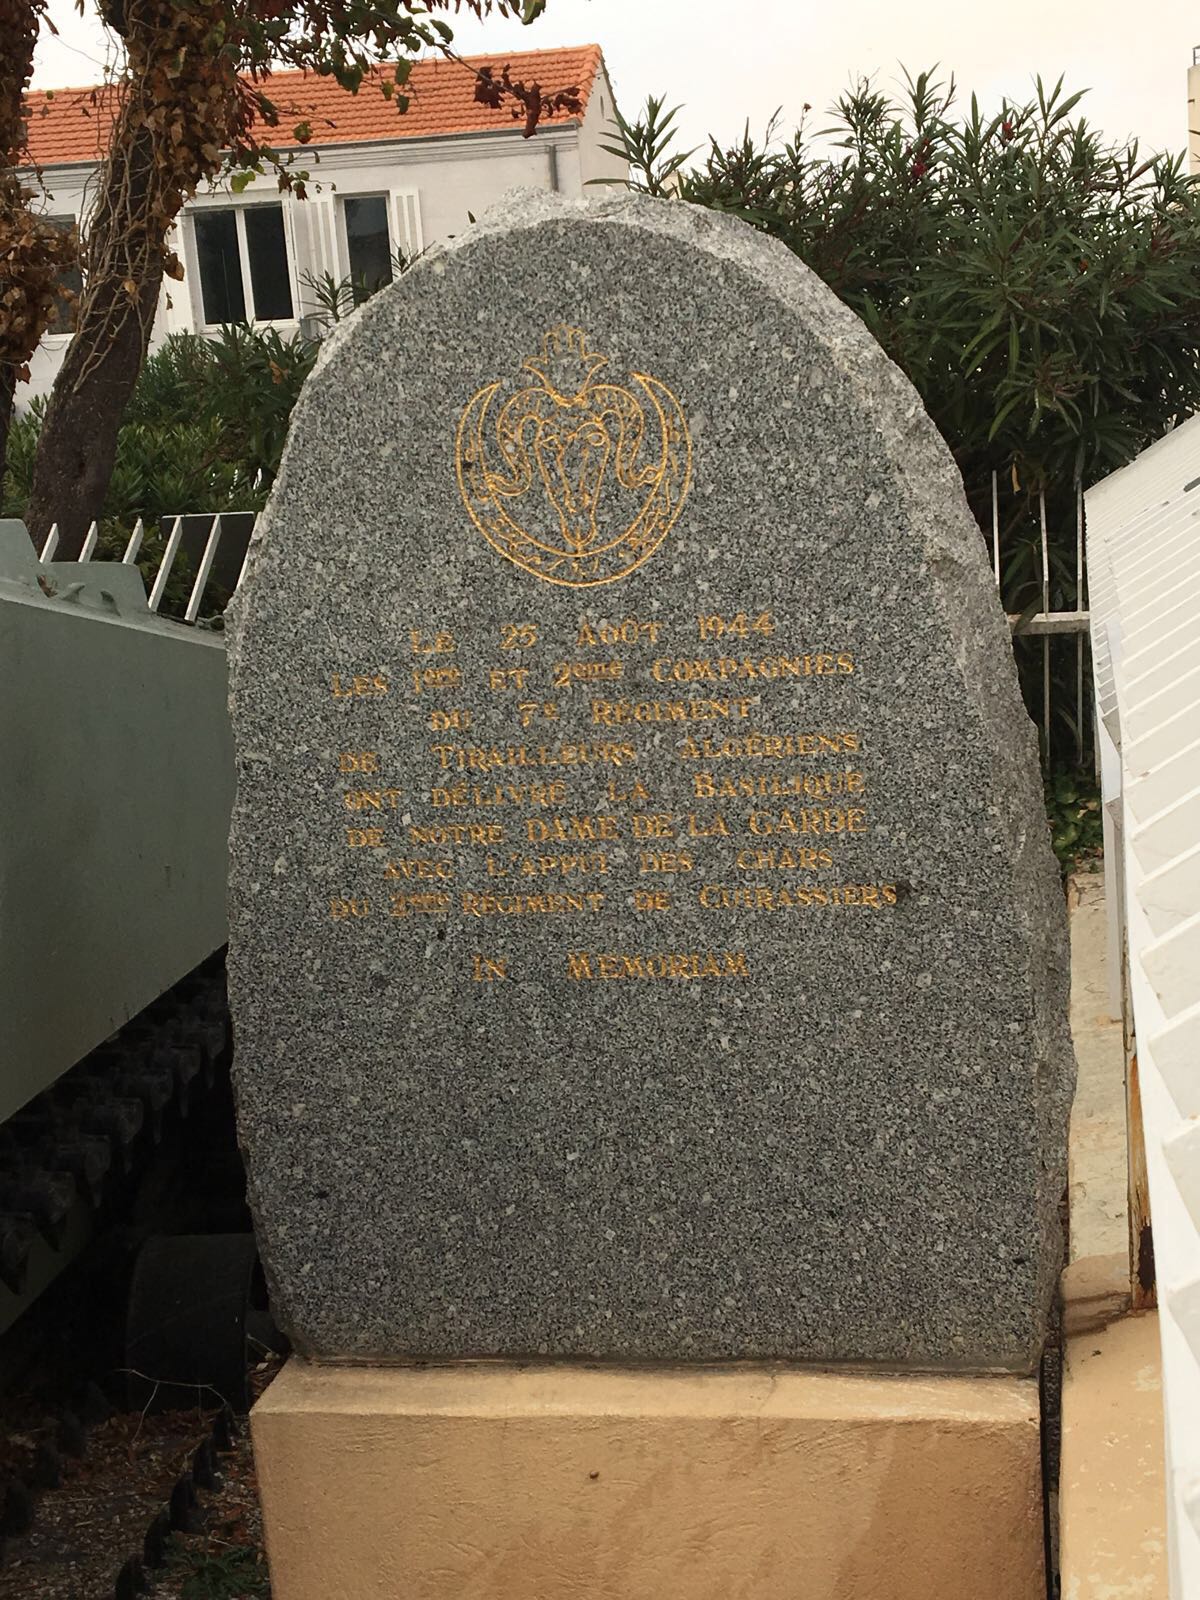 LE 25 AOÛT 1944
LES 1ère ET 2ème COMPAGNIES
DU 7e RÉGIMENT
DE TIRAILLEURS ALGÉRIENS
ONT DÉLIVRÉ LA BASILIQUE
DE NOTRE DAME DE LA GARDE
AVEC L'APPUI DES CHARS
DU 2ème RÉGIMENT DE CUIRASSIERS
IN MEMORIAM